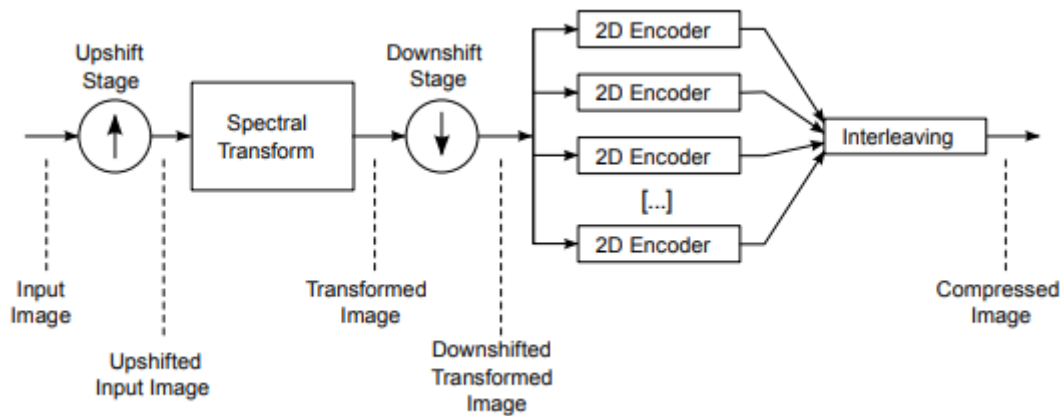 Upshift
Stage
Spectral
Transform
Downshift
Stage
2D Encoder
2D Encoder
2D Encoder
[...]
2D Encoder
Interleaving
Input
Image
Upshifted
Input Image
Transformed
Image
Downshifted
Transformed
Image
Compressed
Image